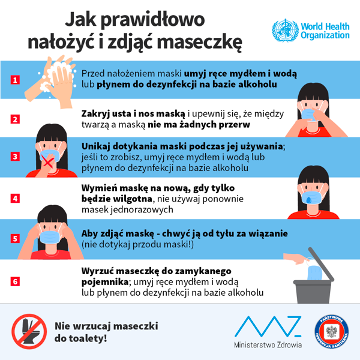 Jak prawidłowo
nałożyć i zdjąć maseczkę
World Health
Organization
1
Przed nałożeniem maski umyj ręce mydłem i wodą
lub płynem do dezynfekcji na bazie alkoholu
2
Zakryj usta i nos maską i upewnij się, że między
twarzą a maską nie ma żadnych przerw
3
Unikaj dotykania maski podczas jej używania;
jeśli to zrobisz, umyj ręce mydłem i wodą lub
płynem do dezynfekcji na bazie alkoholu
4
Wymień maskę na nową, gdy tylko
będzie wilgotna, nie używaj ponownie
masek jednorazowych
5
Aby zdjąć maskę - chwyć ją od tyłu za wiązanie
(nie dotykaj przodu maski!)
6
Wyrzuć maseczkę do zamykanego
pojemnika; umyj ręce mydłem i wodą
lub płynem do dezynfekcji na bazie alkoholu
Nie wrzucaj maseczki
do toalety!
Ministerstwo Zdrowia